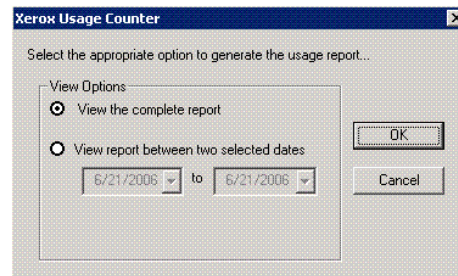 Xerox Usage Counter
Select the appropriate option to generate the usage report...
View Options
View the complete report
View report between two selected dates
6/21/2006 to 6/21/2006
OK
Cancel